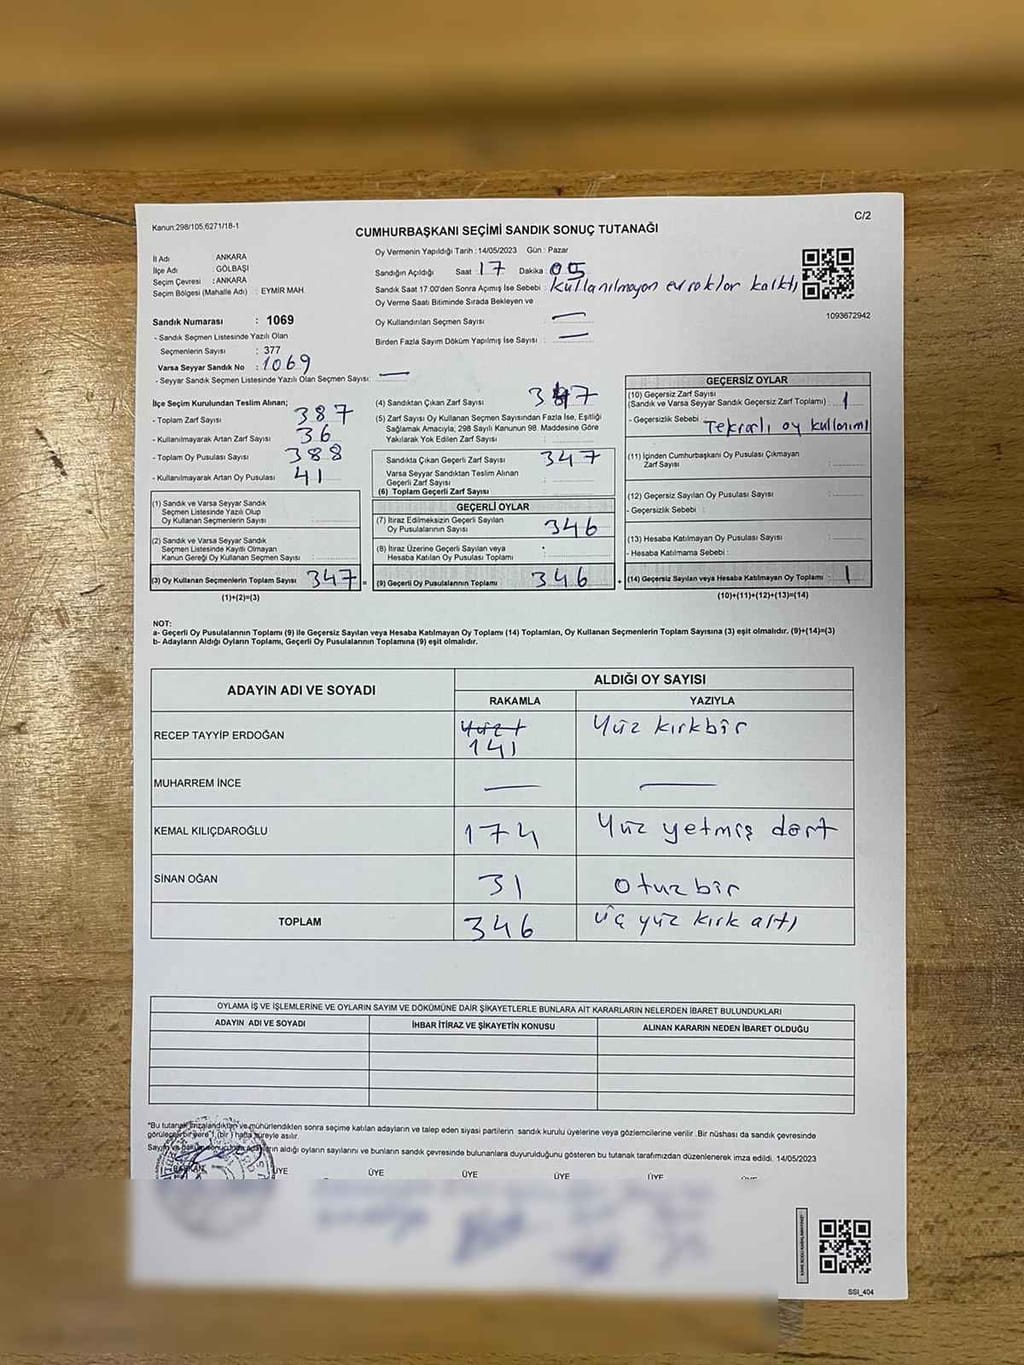 Kanun:298/105,6271/18-1
C/2
CUMHURBAŞKANI SEÇİMİ SANDIK SONUÇ TUTANAĞI
İl Adı : ANKARA
İlçe Adı : GÖLBAŞI
Seçim Çevresi : ANKARA
Seçim Bölgesi (Mahalle Adı) : EYMİR MAH.
Oy Vermenin Yapıldığı Tarih : 14/05/2023 Gün : Pazar
Sandığın Açıldığı Saat 17 Dakika 05
Sandık Saat 17:00'den Sonra Açımış İse Sebebi : Kullanılmayan evraklar kalktı
Oy Verme Saati Bitiminde Sırada Bekleyen ve
Oy Kullandırılan Seçmen Sayısı : —
Birden Fazla Sayım Döküm Yapılmış İse Sayısı : —
1093672942
Sandık Numarası : 1069
- Sandık Seçmen Listesinde Yazılı Olan
Seçmenlerin Sayısı : 377
Varsa Seyyar Sandık No : 1069
- Seyyar Sandık Seçmen Listesinde Yazılı Olan Seçmen Sayısı: —
İlçe Seçim Kurulundan Teslim Alınan;
- Toplam Zarf Sayısı 387
- Kullanılmayarak Artan Zarf Sayısı 36
- Toplam Oy Pusulası Sayısı 388
- Kullanılmayarak Artan Oy Pusulası 41
(1) Sandık ve Varsa Seyyar Sandık
Seçmen Listesinde Yazılı Olup
Oy Kullanan Seçmenlerin Sayısı :
(2) Sandık ve Varsa Seyyar Sandık
Seçmen Listesinde Kayıtlı Olmayan
Kanun Gereği Oy Kullanan Seçmen Sayısı :
(3) Oy Kullanan Seçmenlerin Toplam Sayısı : 347 =
(1)+(2)=(3)
(4) Sandıktan Çıkan Zarf Sayısı : 347
(5) Zarf Sayısı Oy Kullanan Seçmen Sayısından Fazla İse, Eşitliği
Sağlamak Amacıyla, 298 Sayılı Kanunun 98. Maddesine Göre
Yakılarak Yok Edilen Zarf Sayısı :
Sandıkta Çıkan Geçerli Zarf Sayısı : 347
Varsa Seyyar Sandıktan Teslim Alınan
Geçerli Zarf Sayısı :
(6) Toplam Geçerli Zarf Sayısı
GEÇERLİ OYLAR
(7) İtiraz Edilmeksizin Geçerli Sayılan
Oy Pusulalarının Sayısı : 346
(8) İtiraz Üzerine Geçerli Sayılan veya
Hesaba Katılan Oy Pusulası Toplamı :
(9) Geçerli Oy Pusulalarının Toplamı : 346 +
GEÇERSİZ OYLAR
(10) Geçersiz Zarf Sayısı
(Sandık ve Varsa Seyyar Sandık Geçersiz Zarf Toplamı) : 1
- Geçersizlik Sebebi : Tekrarlı oy kullanımı
(11) İçinden Cumhurbaşkanı Oy Pusulası Çıkmayan
Zarf Sayısı :
(12) Geçersiz Sayılan Oy Pusulası Sayısı :
- Geçersizlik Sebebi :
(13) Hesaba Katılmayan Oy Pusulası Sayısı :
- Hesaba Katılmama Sebebi :
(14) Geçersiz Sayılan veya Hesaba Katılmayan Oy Toplamı : 1
(10)+(11)+(12)+(13)=(14)
NOT:
a- Geçerli Oy Pusulalarının Toplamı (9) ile Geçersiz Sayılan veya Hesaba Katılmayan Oy Toplamı (14) Toplamları, Oy Kullanan Seçmenlerin Toplam Sayısına (3) eşit olmalıdır. (9)+(14)=(3)
b- Adayların Aldığı Oyların Toplamı, Geçerli Oy Pusulalarının Toplamına (9) eşit olmalıdır.
ADAYIN ADI VE SOYADI
ALDIĞI OY SAYISI
RAKAMLA YAZIYLA
RECEP TAYYİP ERDOĞAN 141 Yüz kırkbir
MUHARREM İNCE — —
KEMAL KILIÇDAROĞLU 174 Yüz yetmiş dört
SİNAN OĞAN 31 otuzbir
TOPLAM 346 üç yüz kırk altı
OYLAMA İŞ VE İŞLEMLERİNE VE OYLARIN SAYIM VE DÖKÜMÜNE DAİR ŞİKAYETLERLE BUNLARA AİT KARARLARIN NELERDEN İBARET BULUNDUKLARI
ADAYIN ADI VE SOYADI İHBAR İTİRAZ VE ŞİKAYETİN KONUSU ALINAN KARARIN NEDEN İBARET OLDUĞU
"Bu tutanak imzalandıktan ve mühürlendikten sonra seçime katılan adayların ve talep eden siyasi partilerin sandık kurulu üyelerine veya gözlemcilerine verilir. Bir nüshası da sandık çevresinde
görülecek bir yere 1 (bir) hafta süreyle asılır.
aldığı oyların sayılarını ve bunların sandık çevresinde bulunanlara duyurulduğunu gösteren bu tutanak tarafımızdan düzenlenerek imza edildi. 14/05/2023
BAŞKAN ÜYE ÜYE ÜYE ÜYE ÜYE
SSI_404